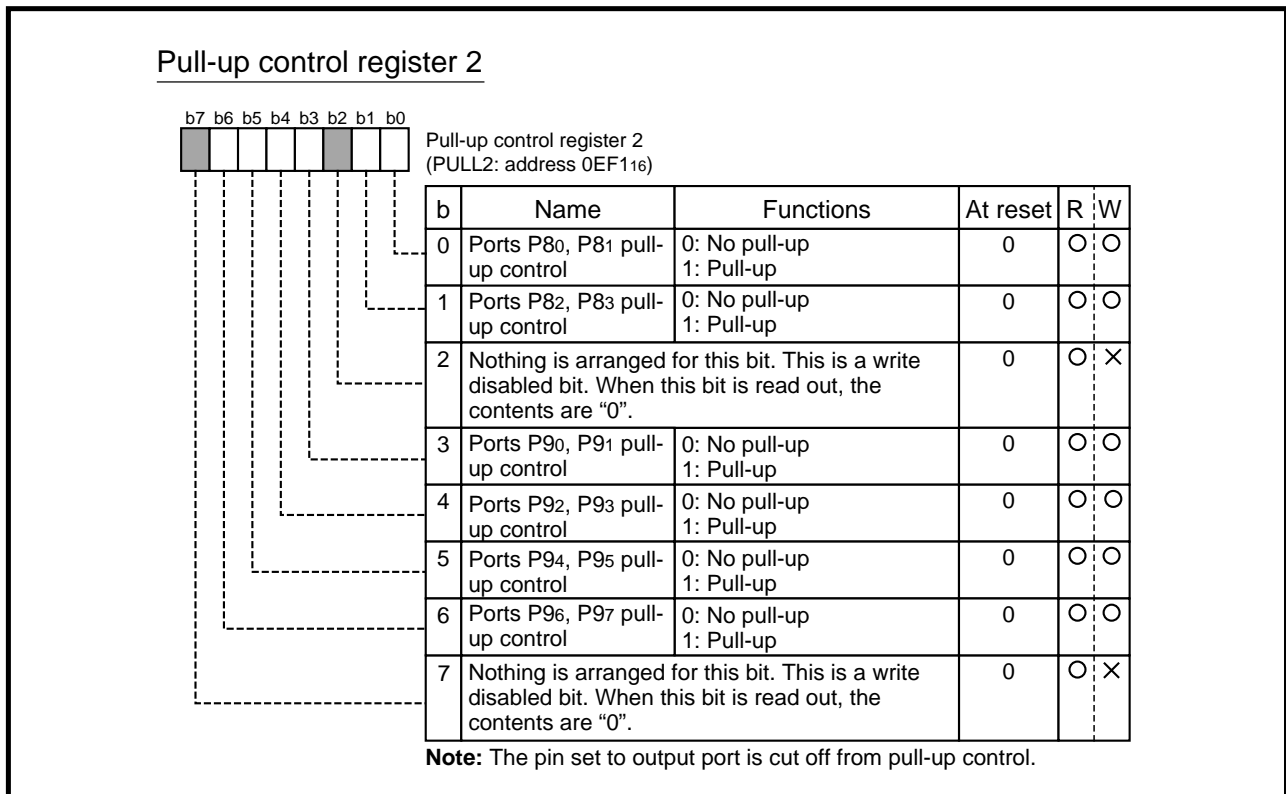 Pull-up control register 2
b7 b6 b5 b4 b3 b2 b1 b0
Pull-up control register 2
(PULL2: address 0EF1₁₆)
b Name Functions At reset R W
0 Ports P8₀, P8₁ pull- 0: No pull-up 0 O O
up control 1: Pull-up
1 Ports P8₂, P8₃ pull- 0: No pull-up 0 O O
up control 1: Pull-up
2 Nothing is arranged for this bit. This is a write 0 O ×
disabled bit. When this bit is read out, the
contents are “0”.
3 Ports P9₀, P9₁ pull- 0: No pull-up 0 O O
up control 1: Pull-up
4 Ports P9₂, P9₃ pull- 0: No pull-up 0 O O
up control 1: Pull-up
5 Ports P9₄, P9₅ pull- 0: No pull-up 0 O O
up control 1: Pull-up
6 Ports P9₆, P9₇ pull- 0: No pull-up 0 O O
up control 1: Pull-up
7 Nothing is arranged for this bit. This is a write 0 O ×
disabled bit. When this bit is read out, the
contents are “0”.
Note: The pin set to output port is cut off from pull-up control.